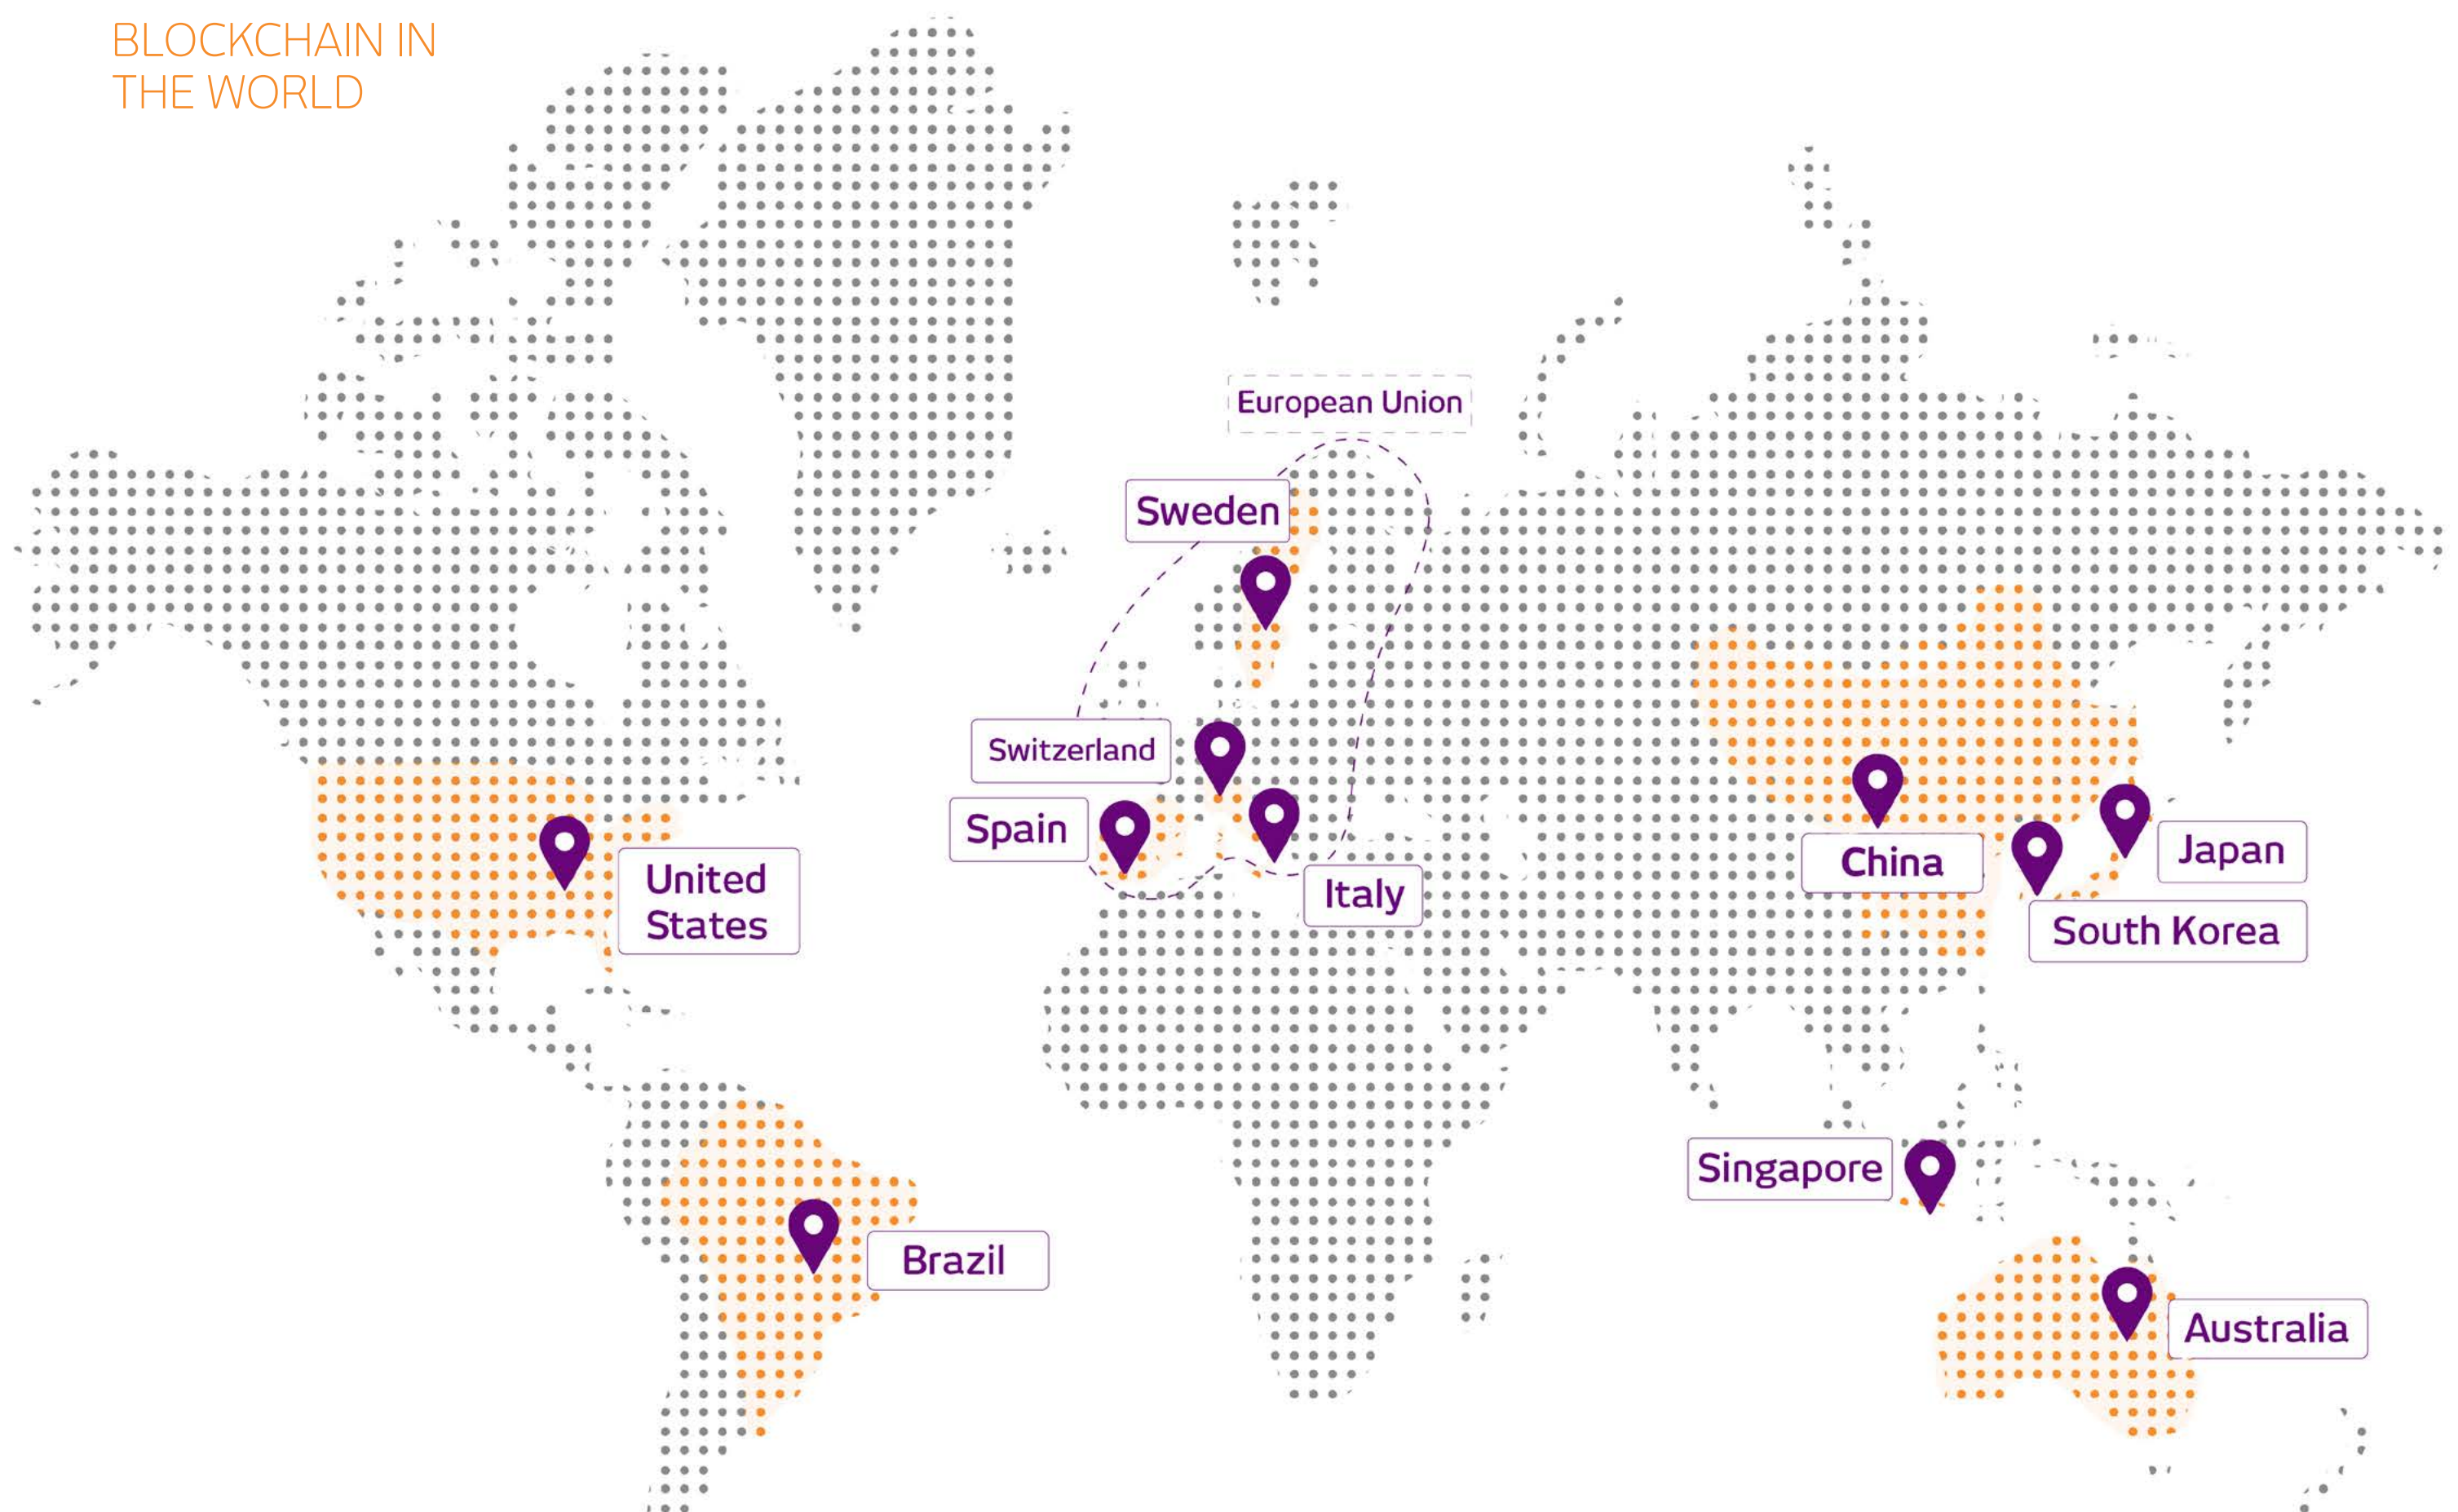 BLOCKCHAIN IN
THE WORLD
European Union
Sweden
Switzerland
Spain
Italy
United
States
China
Japan
South Korea
Singapore
Brazil
Australia